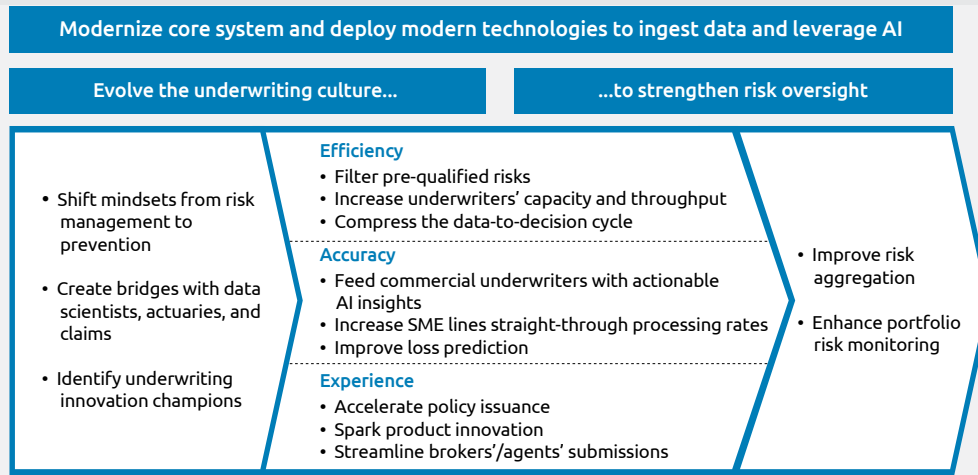 Modernize core system and deploy modern technologies to ingest data and leverage AI
Evolve the underwriting culture...
...to strengthen risk oversight
• Shift mindsets from risk
management to
prevention
• Create bridges with data
scientists, actuaries, and
claims
• Identify underwriting
innovation champions
Efficiency
• Filter pre-qualified risks
• Increase underwriters’ capacity and throughput
• Compress the data-to-decision cycle
Accuracy
• Feed commercial underwriters with actionable
AI insights
• Increase SME lines straight-through processing rates
• Improve loss prediction
Experience
• Accelerate policy issuance
• Spark product innovation
• Streamline brokers’/agents’ submissions
• Improve risk
aggregation
• Enhance portfolio
risk monitoring